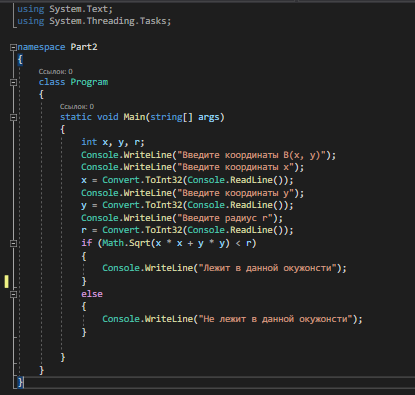 using System.Text;
using System.Threading.Tasks;
namespace Part2
{
Ссылок: 0
class Program
{
Ссылок: 0
static void Main(string[] args)
{
int x, y, r;
Console.WriteLine("Введите координаты B(x, y)");
Console.WriteLine("Введите координаты x");
x = Convert.ToInt32(Console.ReadLine());
Console.WriteLine("Введите координаты y");
y = Convert.ToInt32(Console.ReadLine());
Console.WriteLine("Введите радиус r");
r = Convert.ToInt32(Console.ReadLine());
if (Math.Sqrt(x * x + y * y) < r)
{
Console.WriteLine("Лежит в данной окужонсти");
}
else
{
Console.WriteLine("Не лежит в данной окужонсти");
}
}
}
}